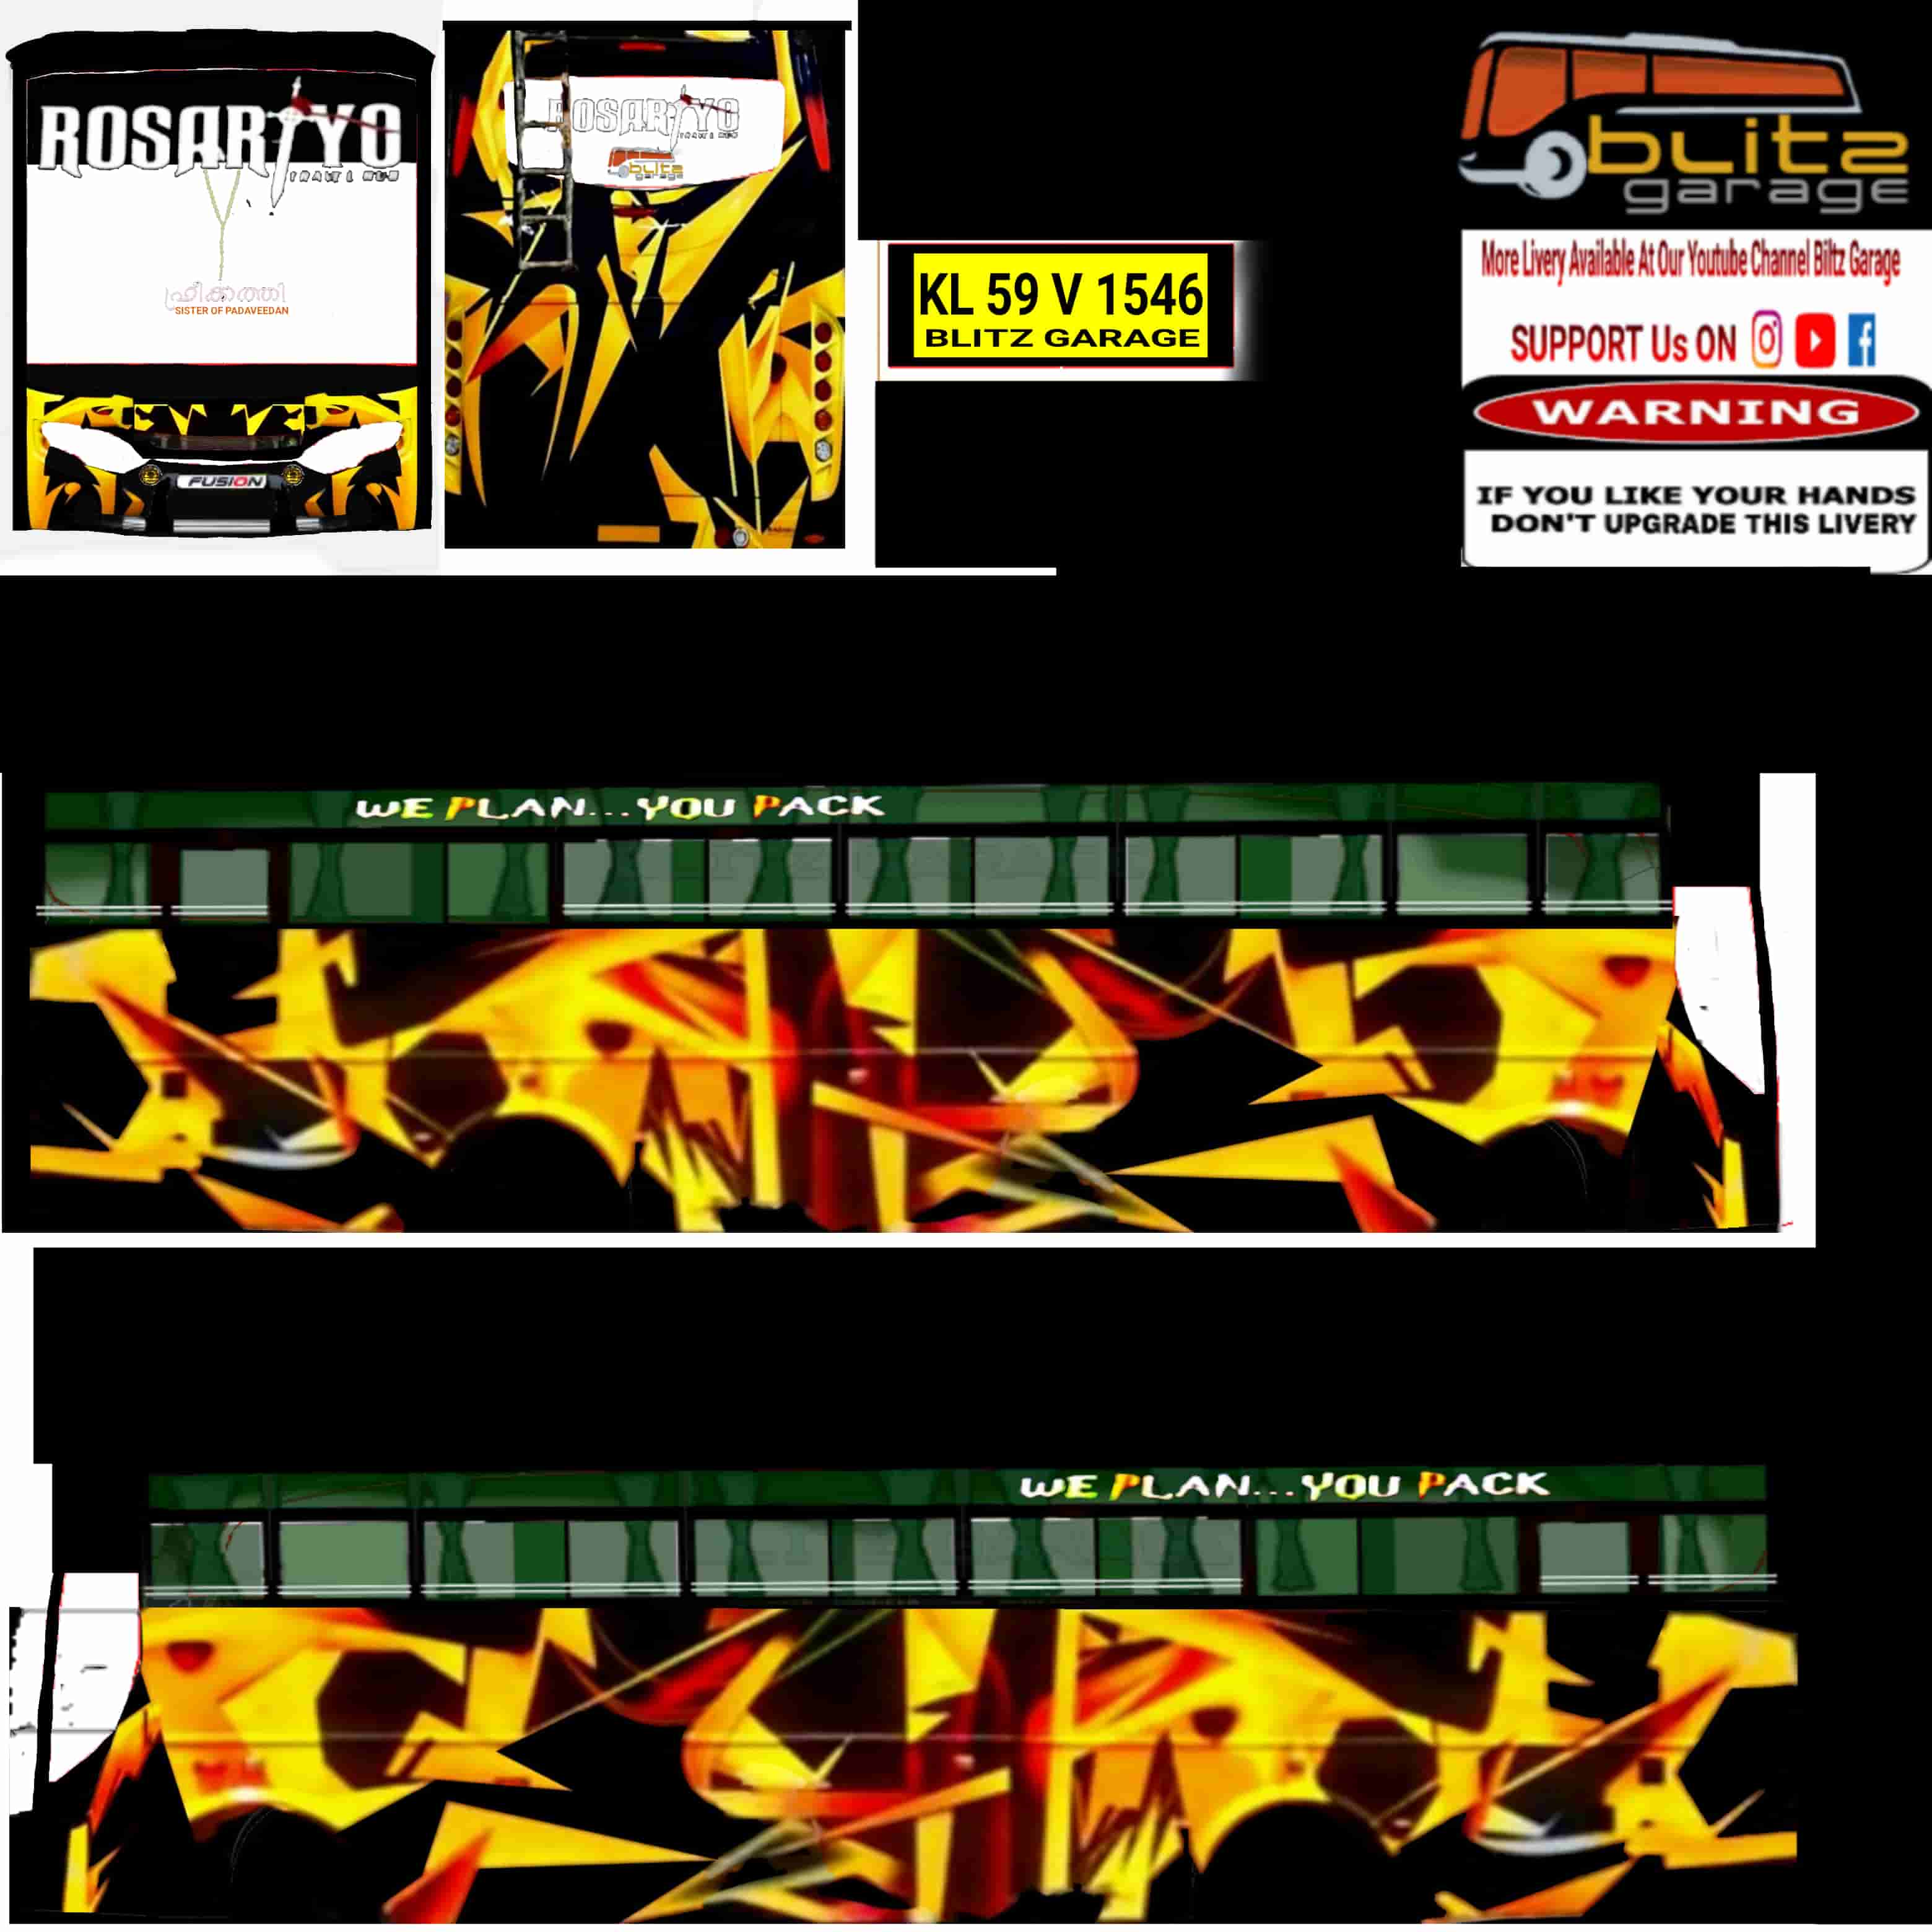 ROSARIYO
TRAVEL HUB
ഫ്രീക്കത്തി
SISTER OF PADAVEEDAN
FUSION
ROSARIYO
blitz
garage
KL 59 V 1546
BLITZ GARAGE
blitz
garage
More Livery Available At Our Youtube Channel Biltz Garage
SUPPORT Us ON
WARNING
IF YOU LIKE YOUR HANDS
DON'T UPGRADE THIS LIVERY
WE PLAN...YOU PACK
WE PLAN...YOU PACK